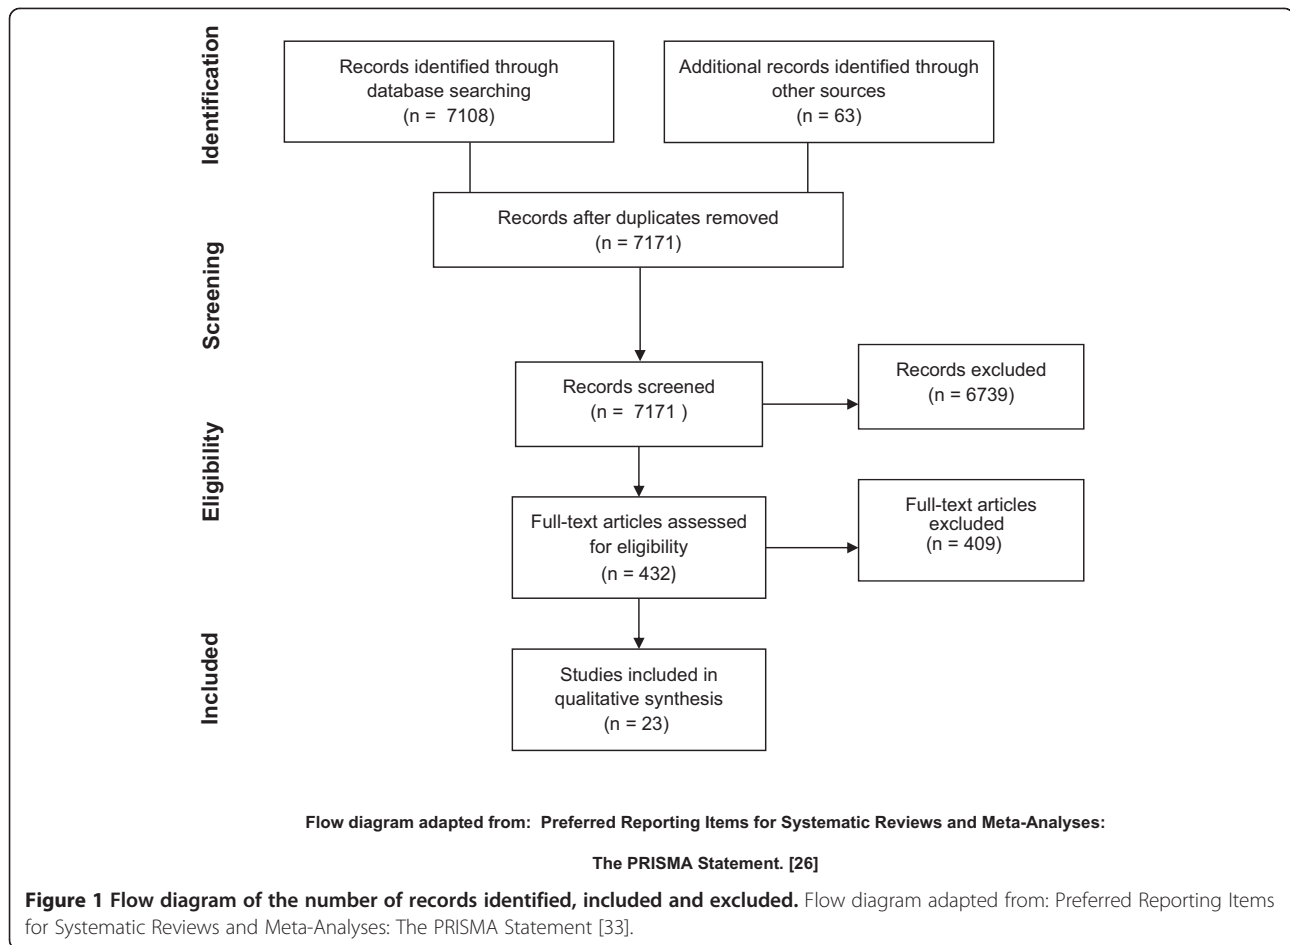 Identification
Records identified through
database searching
(n = 7108)
Additional records identified through
other sources
(n = 63)
Records after duplicates removed
(n = 7171)
Screening
Records screened
(n = 7171 )
Records excluded
(n = 6739)
Eligibility
Full-text articles assessed
for eligibility
(n = 432)
Full-text articles
excluded
(n = 409)
Included
Studies included in
qualitative synthesis
(n = 23)
Flow diagram adapted from: Preferred Reporting Items for Systematic Reviews and Meta-Analyses:
The PRISMA Statement. [26]
Figure 1 Flow diagram of the number of records identified, included and excluded. Flow diagram adapted from: Preferred Reporting Items
for Systematic Reviews and Meta-Analyses: The PRISMA Statement [33].